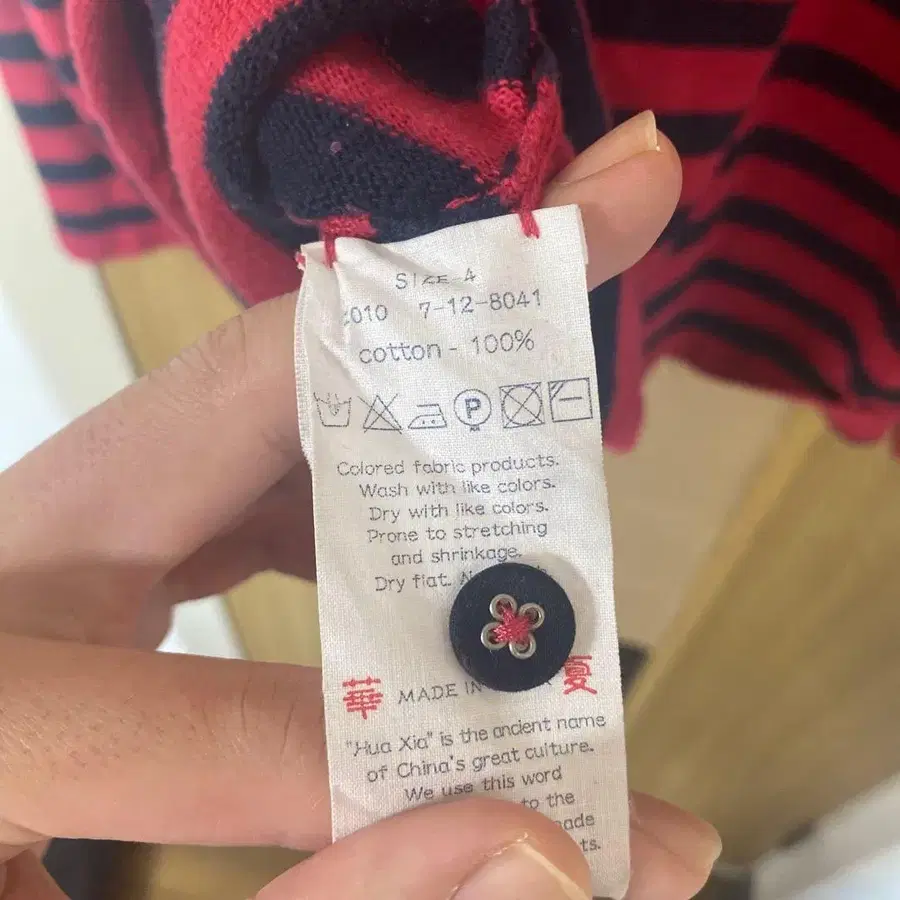 SIZE-4
2010 7-12-8041
cotton - 100%
P
Colored fabric products.
Wash with like colors.
Dry with like colors.
Prone to stretching
and shrinkage.
Dry flat.
華 MADE IN 夏
"Hua Xia" is the ancient name
of China's great culture.
We use this word
to the